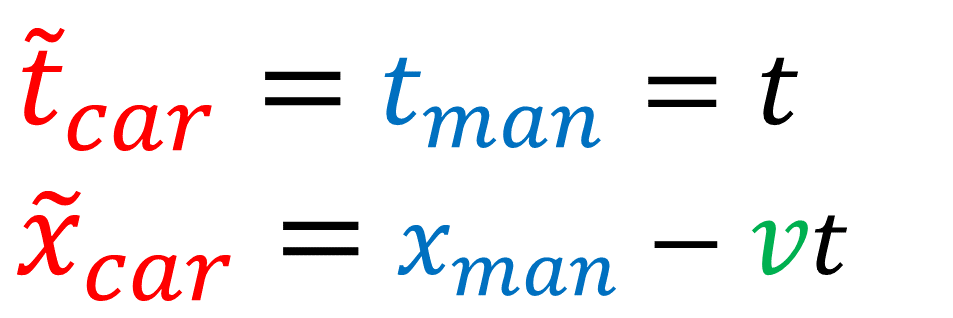 t̃_car = t_man = t
x̃_car = x_man − vt